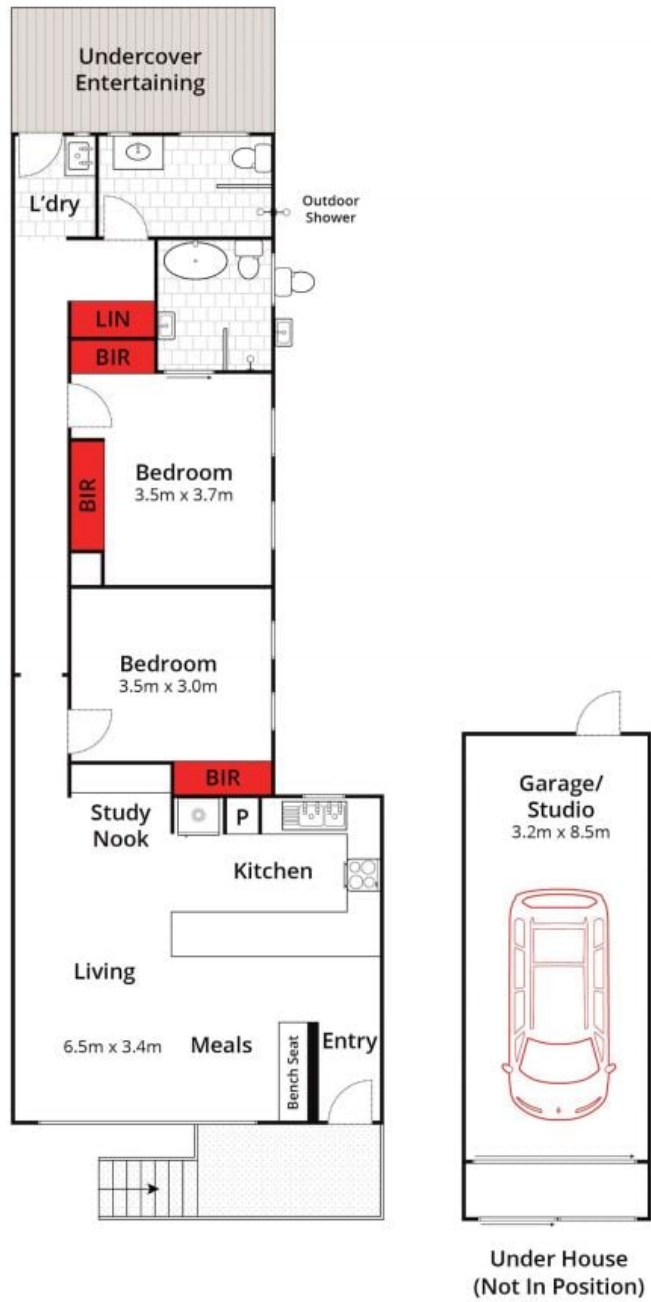 Undercover
Entertaining
L'dry
Outdoor
Shower
LIN
BIR
BIR
Bedroom
3.5m x 3.7m
Bedroom
3.5m x 3.0m
BIR
Study
Nook
P
Kitchen
Living
6.5m x 3.4m
Meals
Bench Seat
Entry
Garage/
Studio
3.2m x 8.5m
Under House
(Not In Position)